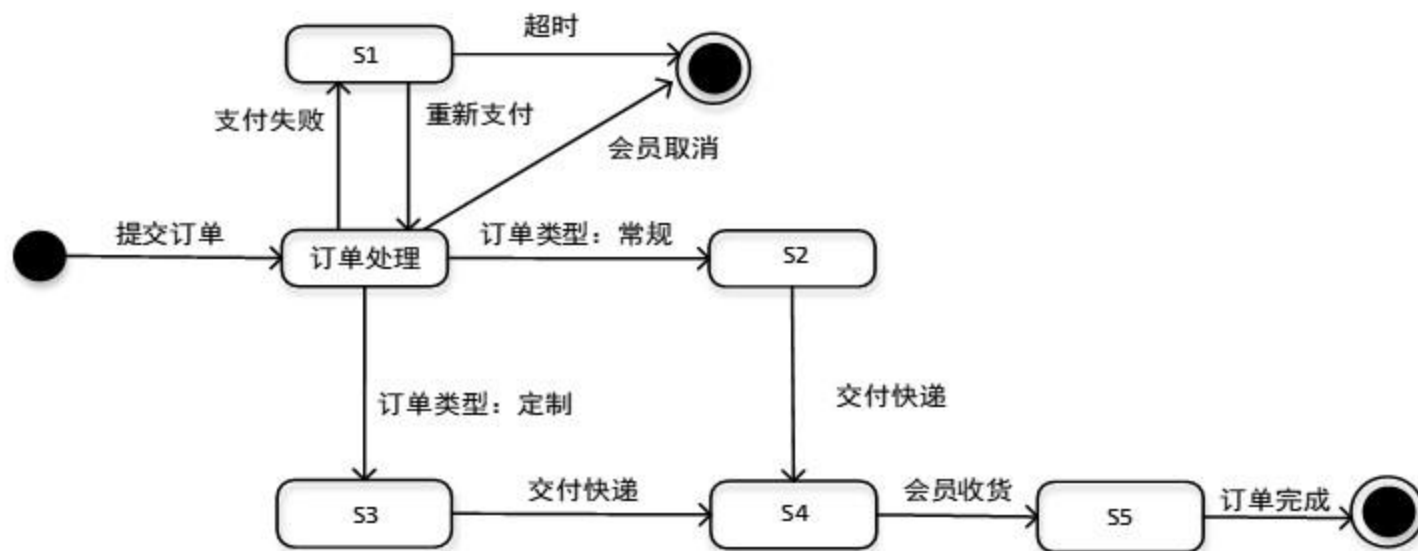 超时
S1
支付失败
重新支付
会员取消
提交订单
订单处理
订单类型：常规
S2
订单类型：定制
交付快递
S3
交付快递
S4
会员收货
S5
订单完成